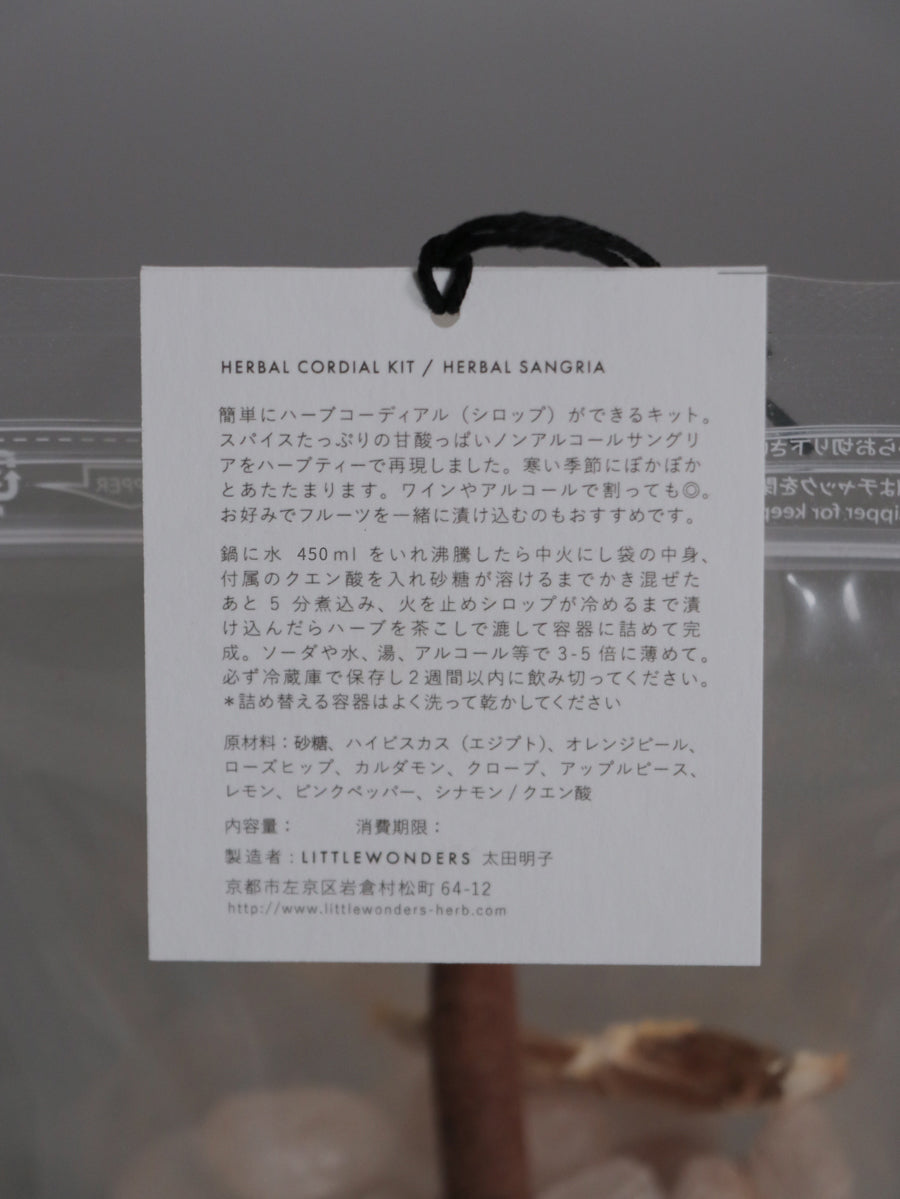 HERBAL CORDIAL KIT / HERBAL SANGRIA
簡単にハーブコーディアル（シロップ）ができるキット。
スパイスたっぷりの甘酸っぱいノンアルコールサングリ
アをハーブティーで再現しました。寒い季節にぽかぽか
とあたたまります。ワインやアルコールで割っても◎。
お好みでフルーツを一緒に漬け込むのもおすすめです。
鍋に水 450ml をいれ沸騰したら中火にし袋の中身、
付属のクエン酸を入れ砂糖が溶けるまでかき混ぜた
あと 5 分煮込み、火を止めシロップが冷めるまで漬
け込んだらハーブを茶こしで漉して容器に詰めて完
成。ソーダや水、湯、アルコール等で 3-5 倍に薄めて。
必ず冷蔵庫で保存し2週間以内に飲み切ってください。
＊詰め替える容器はよく洗って乾かしてください
原材料：砂糖、ハイビスカス（エジプト）、オレンジピール、
ローズヒップ、カルダモン、クローブ、アップルピース、
レモン、ピンクペッパー、シナモン / クエン酸
内容量：　　　消費期限：
製造者：LITTLEWONDERS 太田明子
京都市左京区岩倉村松町 64-12
http://www.littlewonders-herb.com
らお切り下さ
はチャックを
ipper for keep
IPPER